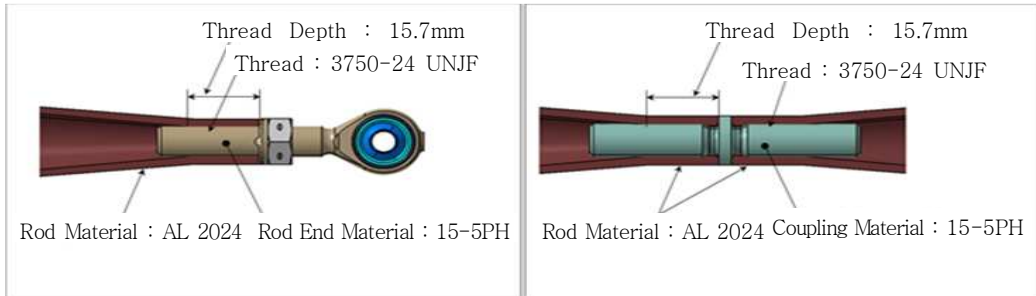 Thread Depth : 15.7mm
Thread : 3750-24 UNJF
Rod Material : AL 2024 Rod End Material : 15-5PH
Thread Depth : 15.7mm
Thread : 3750-24 UNJF
Rod Material : AL 2024 Coupling Material : 15-5PH